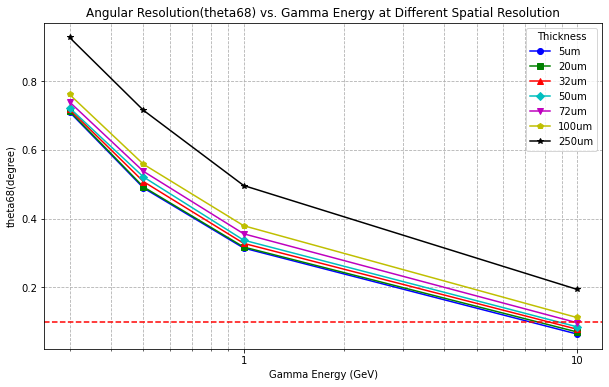 Angular Resolution(theta68) vs. Gamma Energy at Different Spatial Resolution
Thickness
5um
20um
32um
50um
72um
100um
250um
0.8
0.6
0.4
0.2
theta68(degree)
1
10
Gamma Energy (GeV)